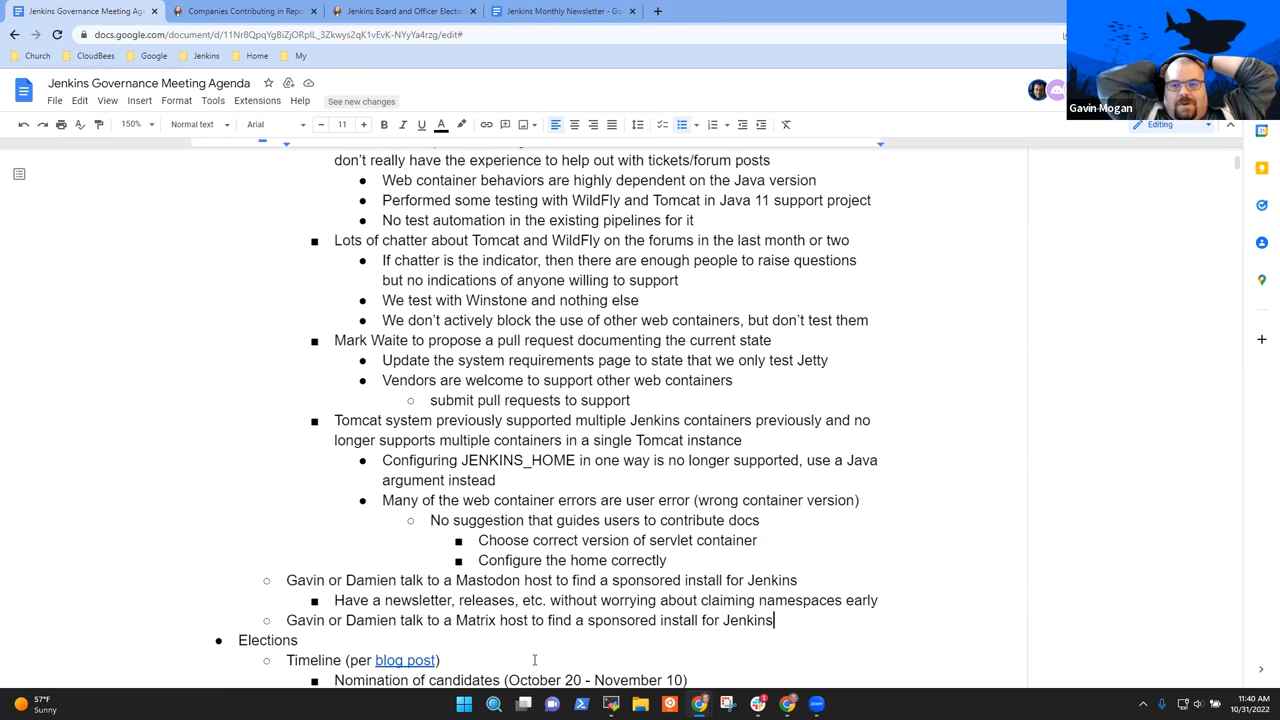 Jenkins Governance Meeting Age
Companies Contributing in Repo
Jenkins Board and Officer Electio
Jenkins Monthly Newsletter - Go
docs.google.com/document/d/11Nr8QpqYgBiZjORpIL_3Zkwys2qK1vEvK-NYyYa4rzg/edit#
Church CloudBees Google Jenkins Home My
Jenkins Governance Meeting Agenda
File Edit View Insert Format Tools Extensions Help See new changes
150% Normal text Arial 11 Editing
Gavin Mogan
don't really have the experience to help out with tickets/forum posts
● Web container behaviors are highly dependent on the Java version
● Performed some testing with WildFly and Tomcat in Java 11 support project
● No test automation in the existing pipelines for it
■ Lots of chatter about Tomcat and WildFly on the forums in the last month or two
● If chatter is the indicator, then there are enough people to raise questions
but no indications of anyone willing to support
● We test with Winstone and nothing else
● We don't actively block the use of other web containers, but don't test them
■ Mark Waite to propose a pull request documenting the current state
● Update the system requirements page to state that we only test Jetty
● Vendors are welcome to support other web containers
○ submit pull requests to support
■ Tomcat system previously supported multiple Jenkins containers previously and no
longer supports multiple containers in a single Tomcat instance
● Configuring JENKINS_HOME in one way is no longer supported, use a Java
argument instead
● Many of the web container errors are user error (wrong container version)
○ No suggestion that guides users to contribute docs
■ Choose correct version of servlet container
■ Configure the home correctly
○ Gavin or Damien talk to a Mastodon host to find a sponsored install for Jenkins
■ Have a newsletter, releases, etc. without worrying about claiming namespaces early
○ Gavin or Damien talk to a Matrix host to find a sponsored install for Jenkins
● Elections
○ Timeline (per blog post)
■ Nomination of candidates (October 20 - November 10)
57°F
Sunny
11:40 AM
10/31/2022